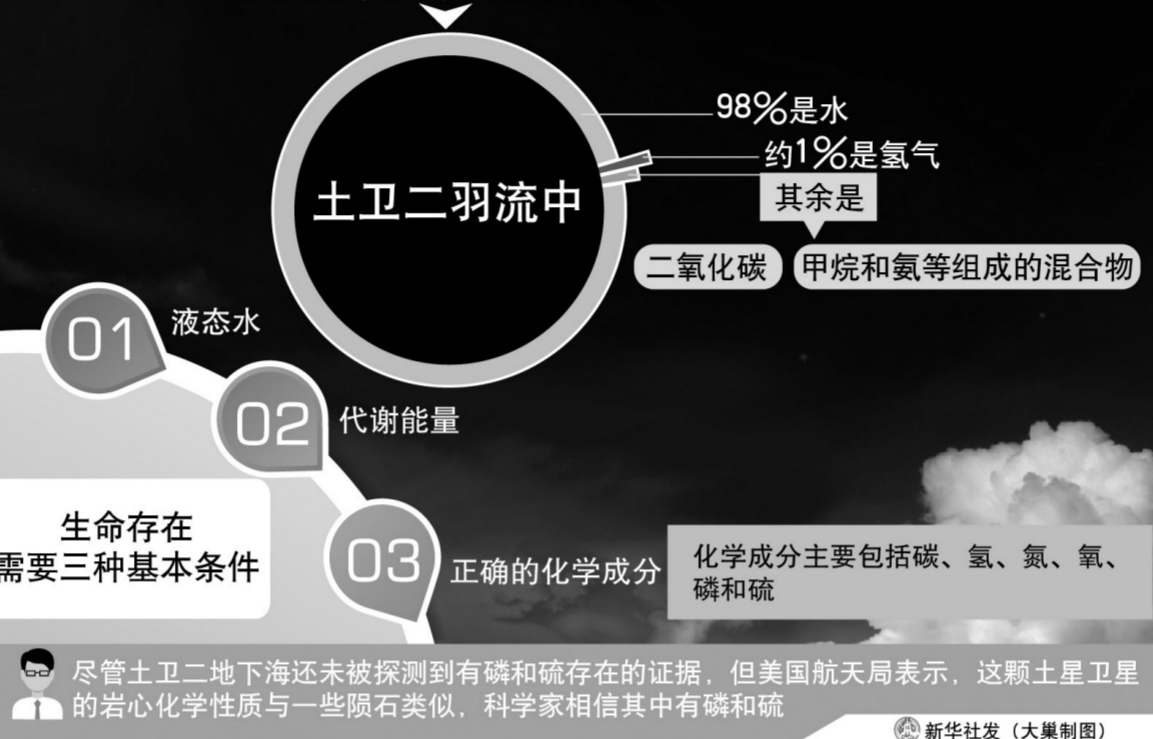 98%是水
约1%是氢气
土卫二羽流中
其余是
二氧化碳
甲烷和氨等组成的混合物
01
液态水
02
代谢能量
生命存在
需要三种基本条件
03
正确的化学成分
化学成分主要包括碳、氢、氮、氧、
磷和硫
尽管土卫二地下海还未被探测到有磷和硫存在的证据，但美国航天局表示，这颗土星卫星
的岩心化学性质与一些陨石类似，科学家相信其中有磷和硫
新华社发（大巢制图）